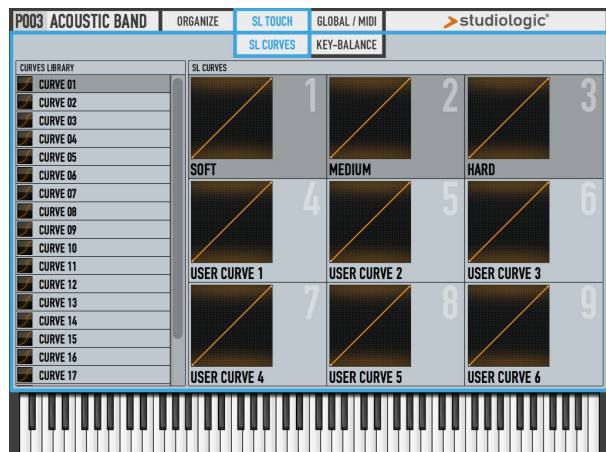 P003 ACOUSTIC BAND
ORGANIZE
SL TOUCH
GLOBAL / MIDI
studiologic®
SL CURVES
KEY-BALANCE
CURVES LIBRARY
CURVE 01
CURVE 02
CURVE 03
CURVE 04
CURVE 05
CURVE 06
CURVE 07
CURVE 08
CURVE 09
CURVE 10
CURVE 11
CURVE 12
CURVE 13
CURVE 14
CURVE 15
CURVE 16
CURVE 17
SL CURVES
1
SOFT
2
MEDIUM
3
HARD
4
USER CURVE 1
5
USER CURVE 2
6
USER CURVE 3
7
USER CURVE 4
8
USER CURVE 5
9
USER CURVE 6